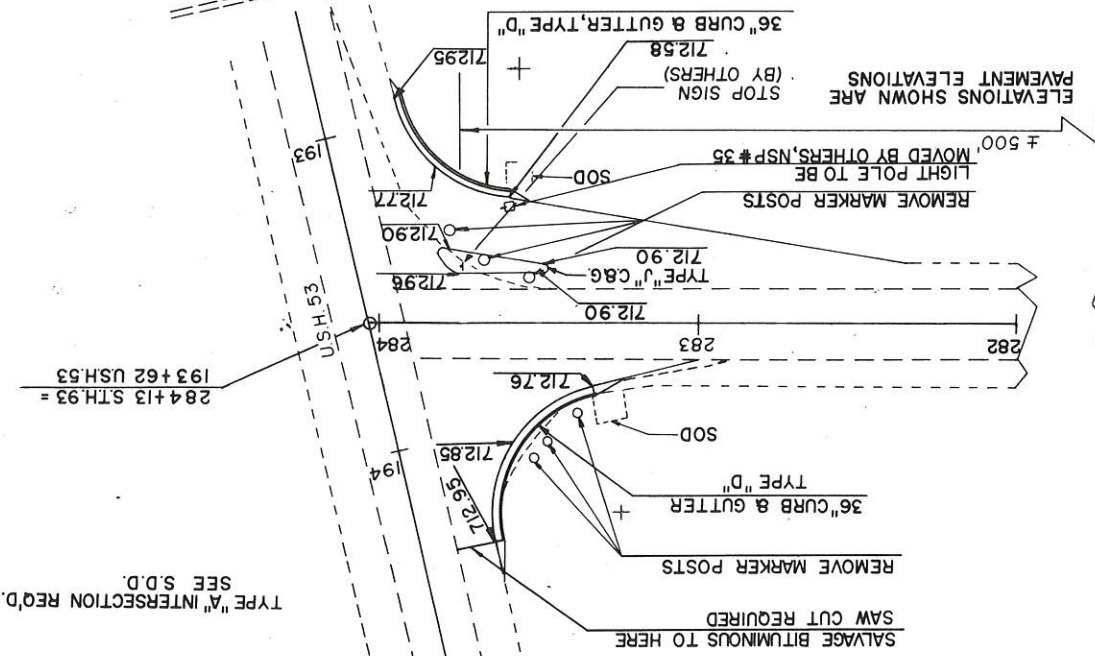 SALVAGE BITUMINOUS TO HERE
SAW CUT REQUIRED
TYPE "A" INTERSECTION REQ'D.
SEE S.D.D.
REMOVE MARKER POSTS
712.95
36" CURB & GUTTER
TYPE "D"
194
712.85
SOD
284+13 S.T.H.93 =
193+62 USH.53
712.76
282
283
284
U.S.H. 53
712.90
TYPE "J" C.&G.
712.96
712.90
712.90
REMOVE MARKER POSTS
712.77
LIGHT POLE TO BE
MOVED BY OTHERS, NSP #35
SOD
193
± 500'
ELEVATIONS SHOWN ARE
PAVEMENT ELEVATIONS
STOP SIGN
(BY OTHERS)
712.58
712.95
36" CURB & GUTTER, TYPE "D"